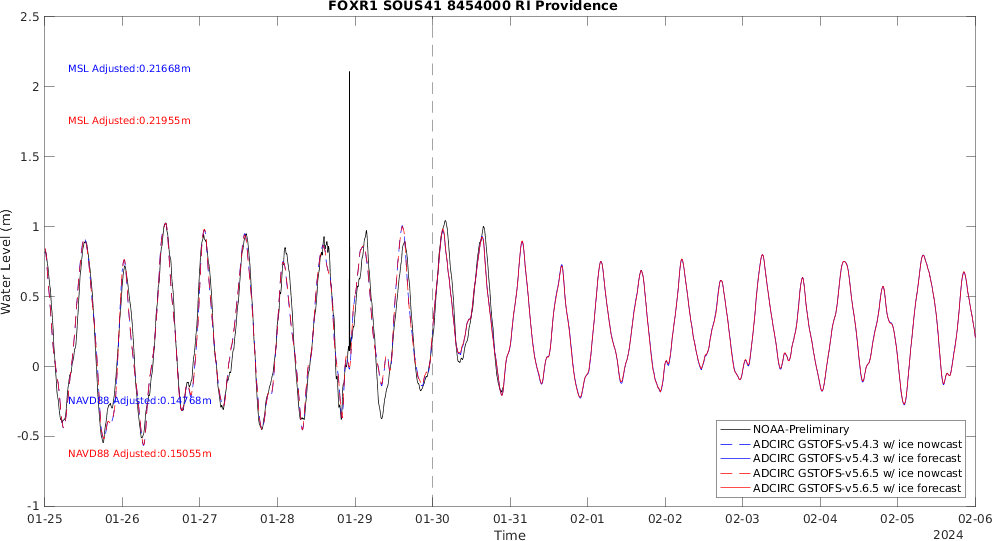 FOXR1 SOUS41 8454000 RI Providence
2.5
2
1.5
1
0.5
0
-0.5
-1
Water Level (m)
MSL Adjusted:0.21668m
MSL Adjusted:0.21955m
NAVD88 Adjusted:0.14768m
NAVD88 Adjusted:0.15055m
NOAA-Preliminary
ADCIRC GSTOFS-v5.4.3 w/ ice nowcast
ADCIRC GSTOFS-v5.4.3 w/ ice forecast
ADCIRC GSTOFS-v5.6.5 w/ ice nowcast
ADCIRC GSTOFS-v5.6.5 w/ ice forecast
01-25 01-26 01-27 01-28 01-29 01-30 01-31 02-01 02-02 02-03 02-04 02-05 02-06
Time
2024